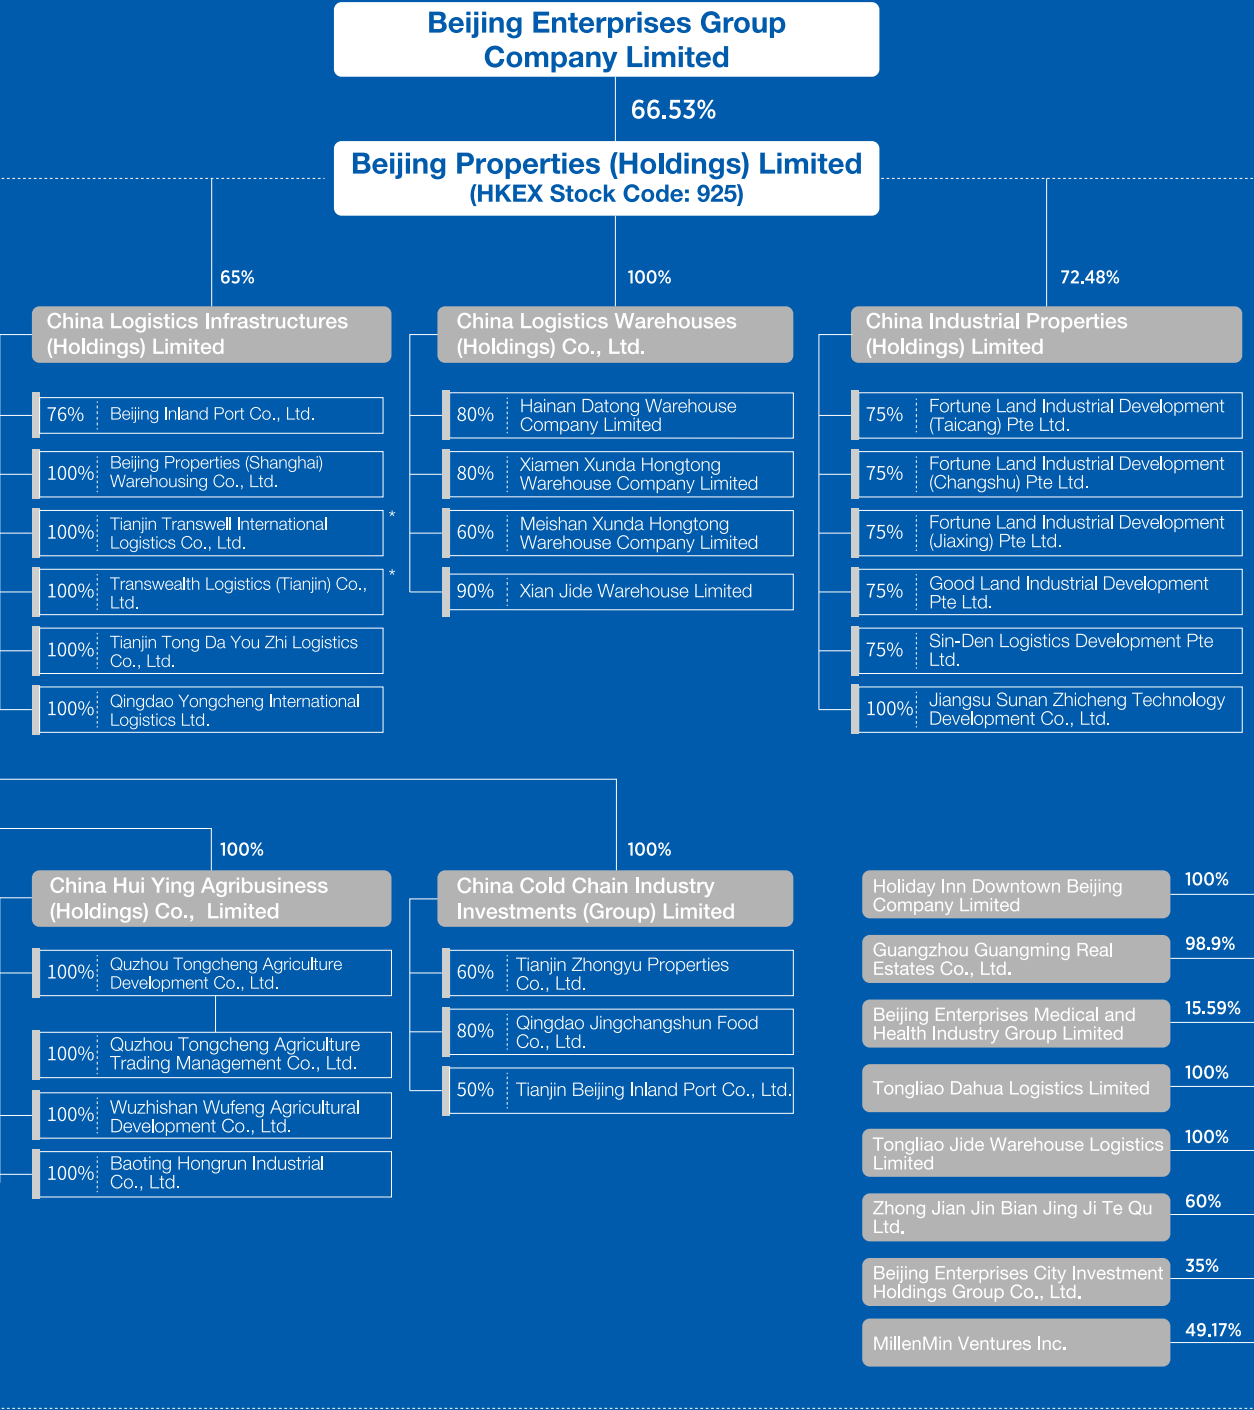 Beijing Enterprises Group
Company Limited
66.53%
Beijing Properties (Holdings) Limited
(HKEX Stock Code: 925)
65%
China Logistics Infrastructures
(Holdings) Limited
76% Beijing Inland Port Co., Ltd.
100% Beijing Properties (Shanghai)
Warehousing Co., Ltd.
100% Tianjin Transwell International *
Logistics Co., Ltd.
100% Transwealth Logistics (Tianjin) Co., *
Ltd.
100% Tianjin Tong Da You Zhi Logistics
Co., Ltd.
100% Qingdao Yongcheng International
Logistics Ltd.
100%
China Logistics Warehouses
(Holdings) Co., Ltd.
80% Hainan Datong Warehouse
Company Limited
80% Xiamen Xunda Hongtong
Warehouse Company Limited
60% Meishan Xunda Hongtong
Warehouse Company Limited
90% Xian Jide Warehouse Limited
72.48%
China Industrial Properties
(Holdings) Limited
75% Fortune Land Industrial Development
(Taicang) Pte Ltd.
75% Fortune Land Industrial Development
(Changshu) Pte Ltd.
75% Fortune Land Industrial Development
(Jiaxing) Pte Ltd.
75% Good Land Industrial Development
Pte Ltd.
75% Sin-Den Logistics Development Pte
Ltd.
100% Jiangsu Sunan Zhicheng Technology
Development Co., Ltd.
100%
China Hui Ying Agribusiness
(Holdings) Co., Limited
100% Quzhou Tongcheng Agriculture
Development Co., Ltd.
100% Quzhou Tongcheng Agriculture
Trading Management Co., Ltd.
100% Wuzhishan Wufeng Agricultural
Development Co., Ltd.
100% Baoting Hongrun Industrial
Co., Ltd.
100%
China Cold Chain Industry
Investments (Group) Limited
60% Tianjin Zhongyu Properties
Co., Ltd.
80% Qingdao Jingchangshun Food
Co., Ltd.
50% Tianjin Beijing Inland Port Co., Ltd.
Holiday Inn Downtown Beijing 100%
Company Limited
Guangzhou Guangming Real 98.9%
Estates Co., Ltd.
Beijing Enterprises Medical and 15.59%
Health Industry Group Limited
Tongliao Dahua Logistics Limited 100%
Tongliao Jide Warehouse Logistics 100%
Limited
Zhong Jian Jin Bian Jing Ji Te Qu 60%
Ltd.
Beijing Enterprises City Investment 35%
Holdings Group Co., Ltd.
MillenMin Ventures Inc. 49.17%